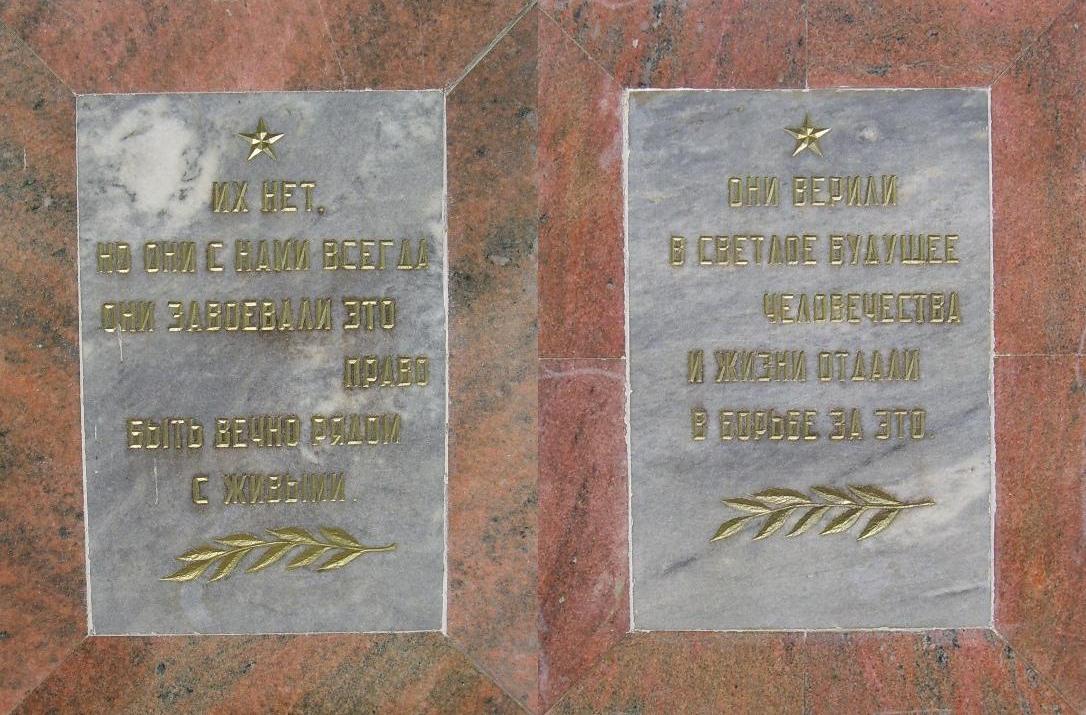 ИХ НЕТ,
НО ОНИ С НАМИ ВСЕГДА
ОНИ ЗАВОЕВАЛИ ЭТО
ПРАВО
БЫТЬ ВЕЧНО РЯДОМ
С ЖИВЫМИ.
ОНИ ВЕРИЛИ
В СВЕТЛОЕ БУДУЩЕЕ
ЧЕЛОВЕЧЕСТВА
И ЖИЗНИ ОТДАЛИ
В БОРЬБЕ ЗА ЭТО.